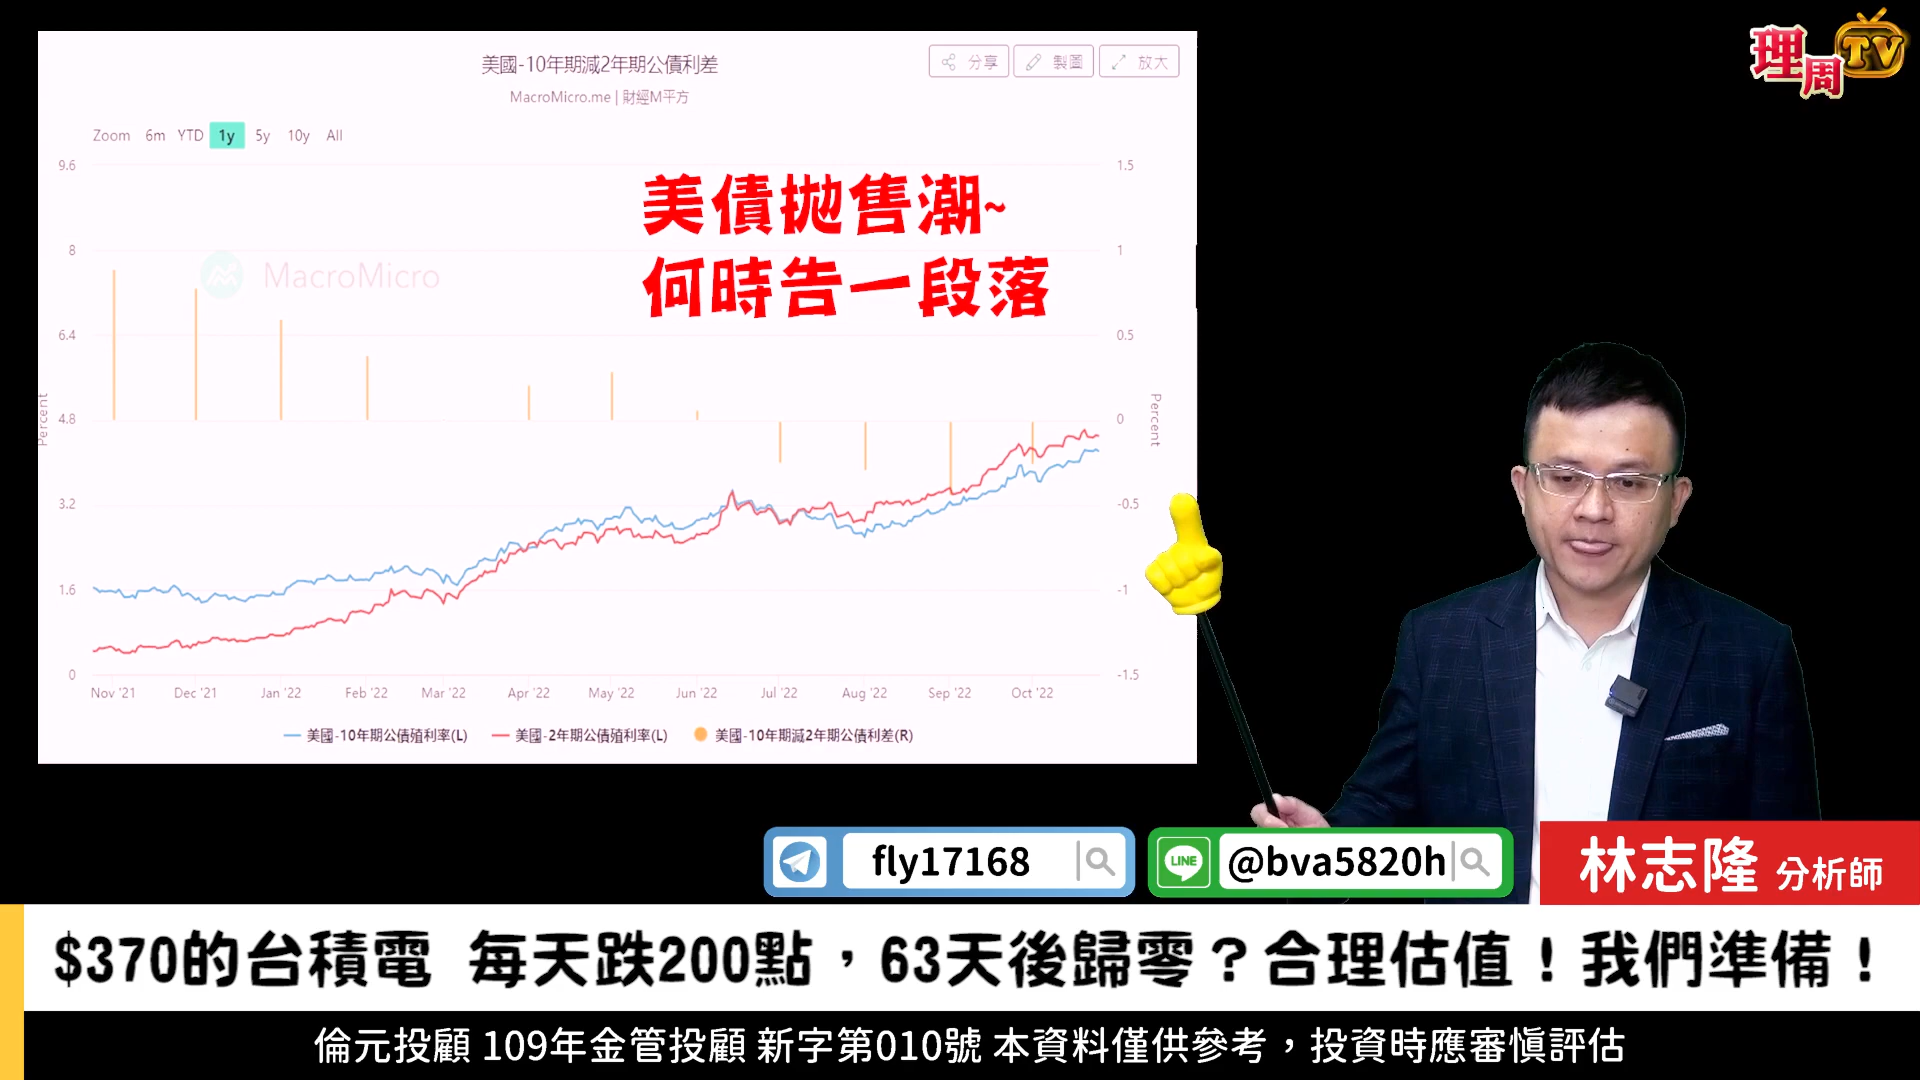 理周TV
美國-10年期減2年期公債利差
MacroMicro.me | 財經M平方
分享
製圖
放大
Zoom 6m YTD 1y 5y 10y All
美債拋售潮~
何時告一段落
MacroMicro
9.6
8
6.4
4.8
3.2
1.6
0
Percent
1.5
1
0.5
0
-0.5
-1
-1.5
Percent
Nov '21 Dec '21 Jan '22 Feb '22 Mar '22 Apr '22 May '22 Jun '22 Jul '22 Aug '22 Sep '22 Oct '22
美國-10年期公債殖利率(L) 美國-2年期公債殖利率(L) 美國-10年期減2年期公債利差(R)
fly17168
LINE @bva5820h
林志隆 分析師
$370的台積電 每天跌200點，63天後歸零？合理估值！我們準備！
倫元投顧 109年金管投顧 新字第010號 本資料僅供參考，投資時應審慎評估